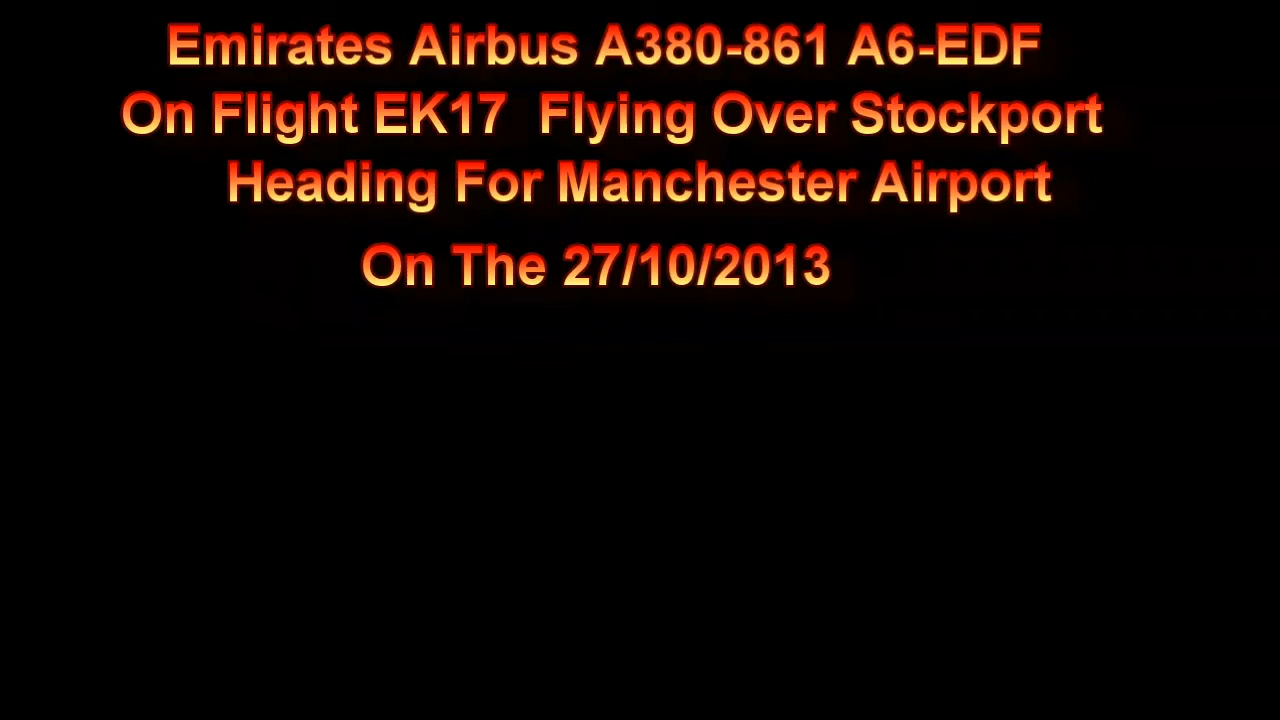 Emirates Airbus A380-861 A6-EDF
On Flight EK17 Flying Over Stockport
Heading For Manchester Airport
On The 27/10/2013